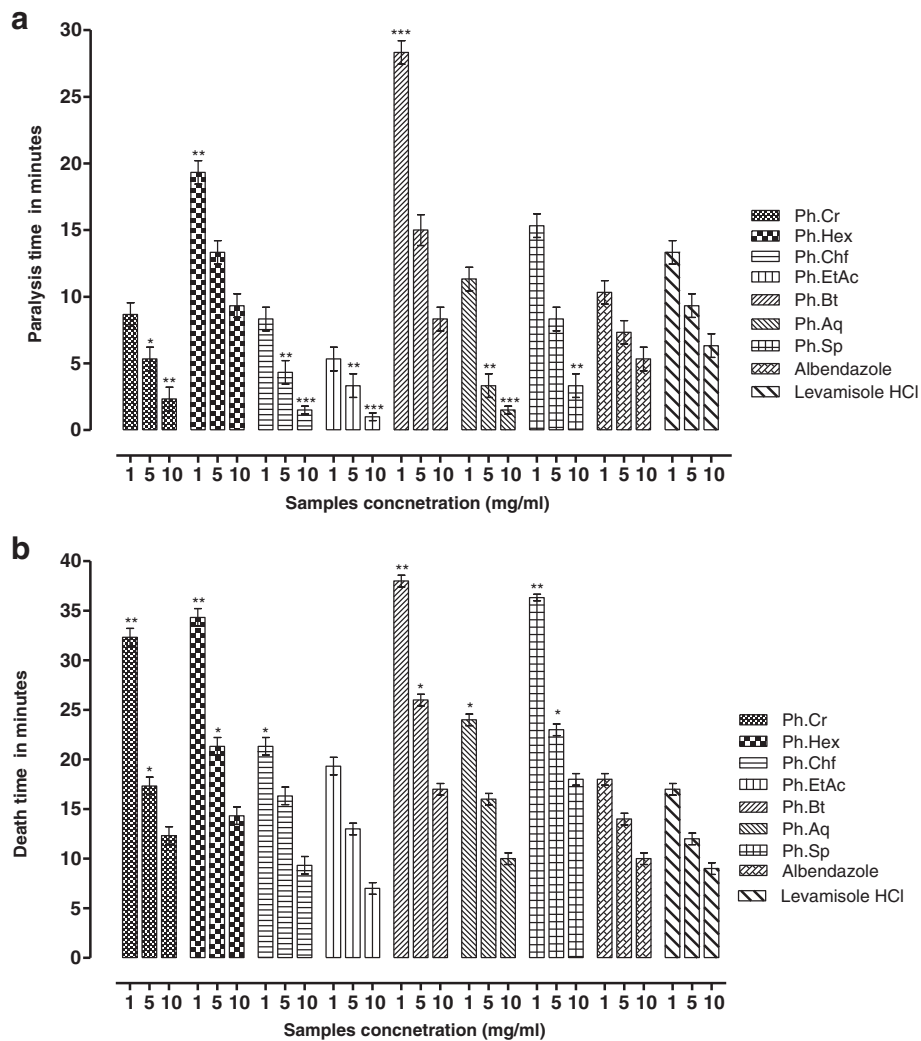 a
Paralysis time in minutes
30
25
20
15
10
5
0
*
**
**
**
***
**
***
***
**
***
**
1 5 10 1 5 10 1 5 10 1 5 10 1 5 10 1 5 10 1 5 10 1 5 10 1 5 10
Samples concnetration (mg/ml)
Ph.Cr
Ph.Hex
Ph.Chf
Ph.EtAc
Ph.Bt
Ph.Aq
Ph.Sp
Albendazole
Levamisole HCl
b
Death time in minutes
40
35
30
25
20
15
10
5
0
**
*
**
*
*
**
*
*
**
*
1 5 10 1 5 10 1 5 10 1 5 10 1 5 10 1 5 10 1 5 10 1 5 10 1 5 10
Samples concnetration (mg/ml)
Ph.Cr
Ph.Hex
Ph.Chf
Ph.EtAc
Ph.Bt
Ph.Aq
Ph.Sp
Albendazole
Levamisole HCl